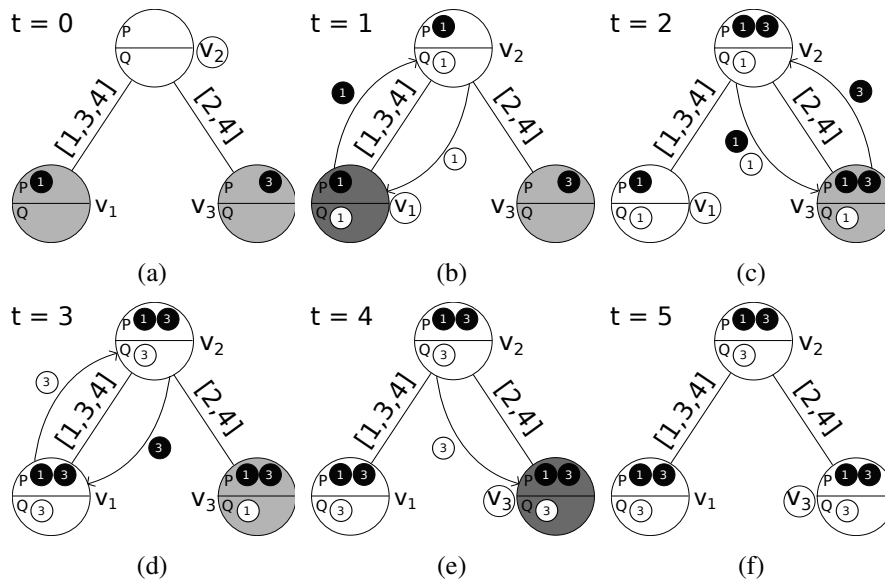 t = 0
P
Q
v2
[1,3,4]
[2,4]
P 1
Q
v1
P 3
Q
v3
(a)
t = 1
P 1
Q 1
v2
1
[1,3,4]
1
[2,4]
P 1
Q 1
v1
P 3
Q
v3
(b)
t = 2
P 1 3
Q 1
v2
[1,3,4]
1
1
[2,4]
3
P 1
Q 1
v1
P 1 3
Q 1
v3
(c)
t = 3
P 1 3
Q 3
v2
3
[1,3,4]
3
[2,4]
P 1 3
Q 3
v1
P 1 3
Q 1
v3
(d)
t = 4
P 1 3
Q 3
v2
[1,3,4]
3
[2,4]
P 1 3
Q 3
v1
P 1 3
Q 3
v3
(e)
t = 5
P 1 3
Q 3
v2
[1,3,4]
[2,4]
P 1 3
Q 3
v1
P 1 3
Q 3
v3
(f)